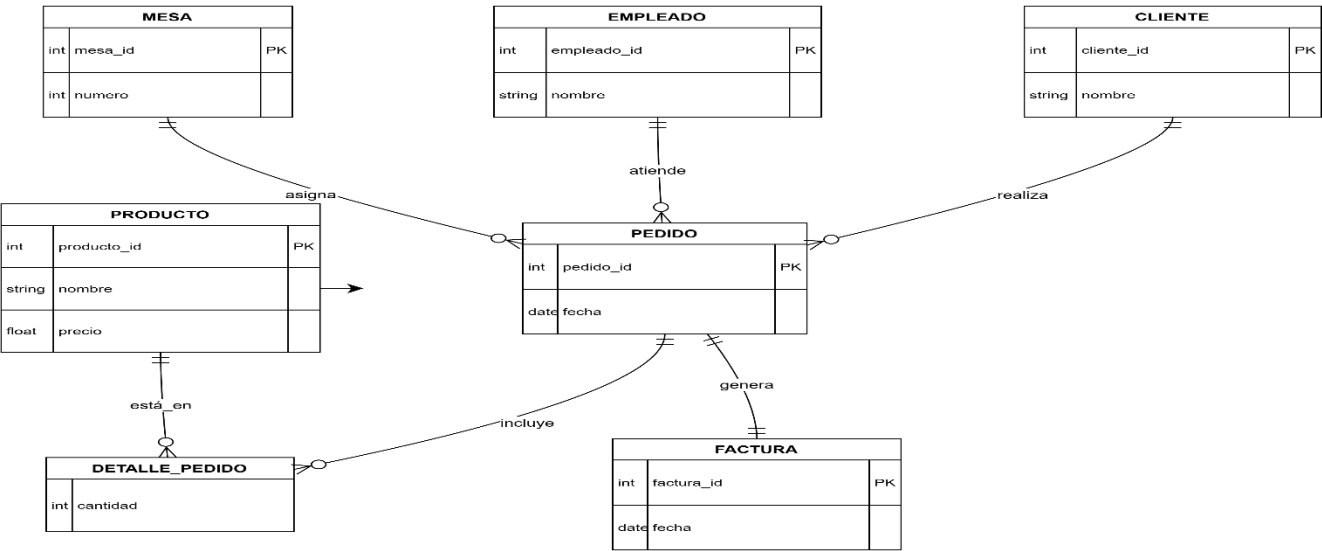 MESA
int mesa_id PK
int numero
EMPLEADO
int empleado_id PK
string nombre
CLIENTE
int cliente_id PK
string nombre
asigna
atiende
realiza
PRODUCTO
int producto_id PK
string nombre
float precio
PEDIDO
int pedido_id PK
date fecha
está_en
incluye
genera
DETALLE_PEDIDO
int cantidad
FACTURA
int factura_id PK
date fecha